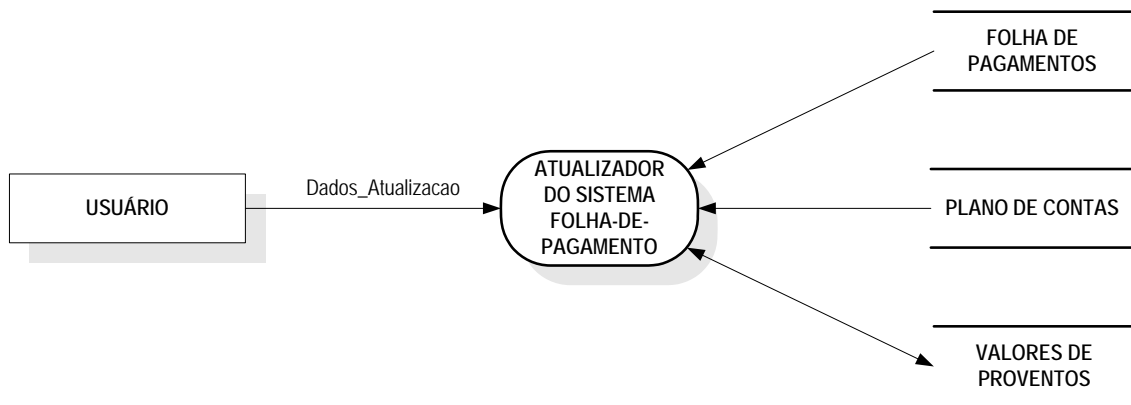 FOLHA DE
PAGAMENTOS
USUÁRIO
Dados_Atualizacao
ATUALIZADOR
DO SISTEMA
FOLHA-DE-
PAGAMENTO
PLANO DE CONTAS
VALORES DE
PROVENTOS